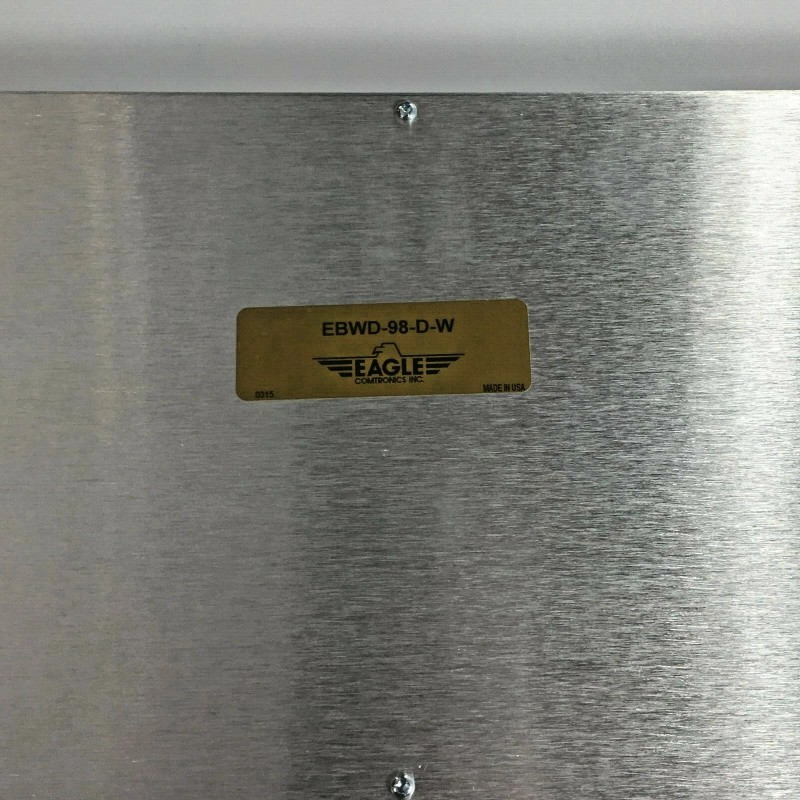 EBWD-98-D-W
EAGLE
COMTRONICS INC.
0315
MADE IN USA